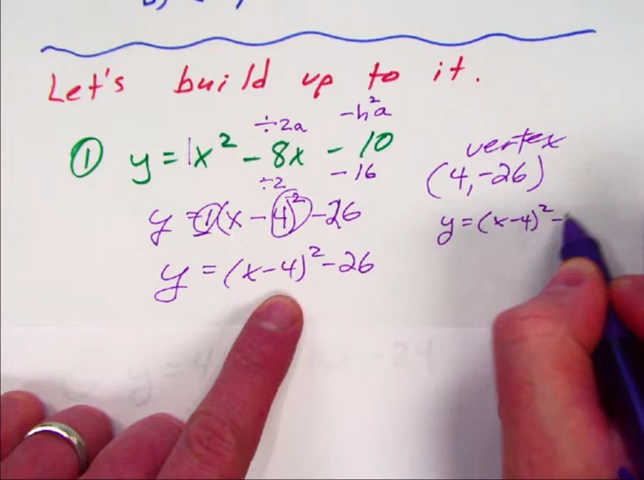 Let's build up to it.
÷2a -h²a
① y = 1x² - 8x - 10
÷2 - 16
y = 1(x - 4)² - 26
y = (x - 4)² - 26
vertex
(4, -26)
y = (x - 4)² -